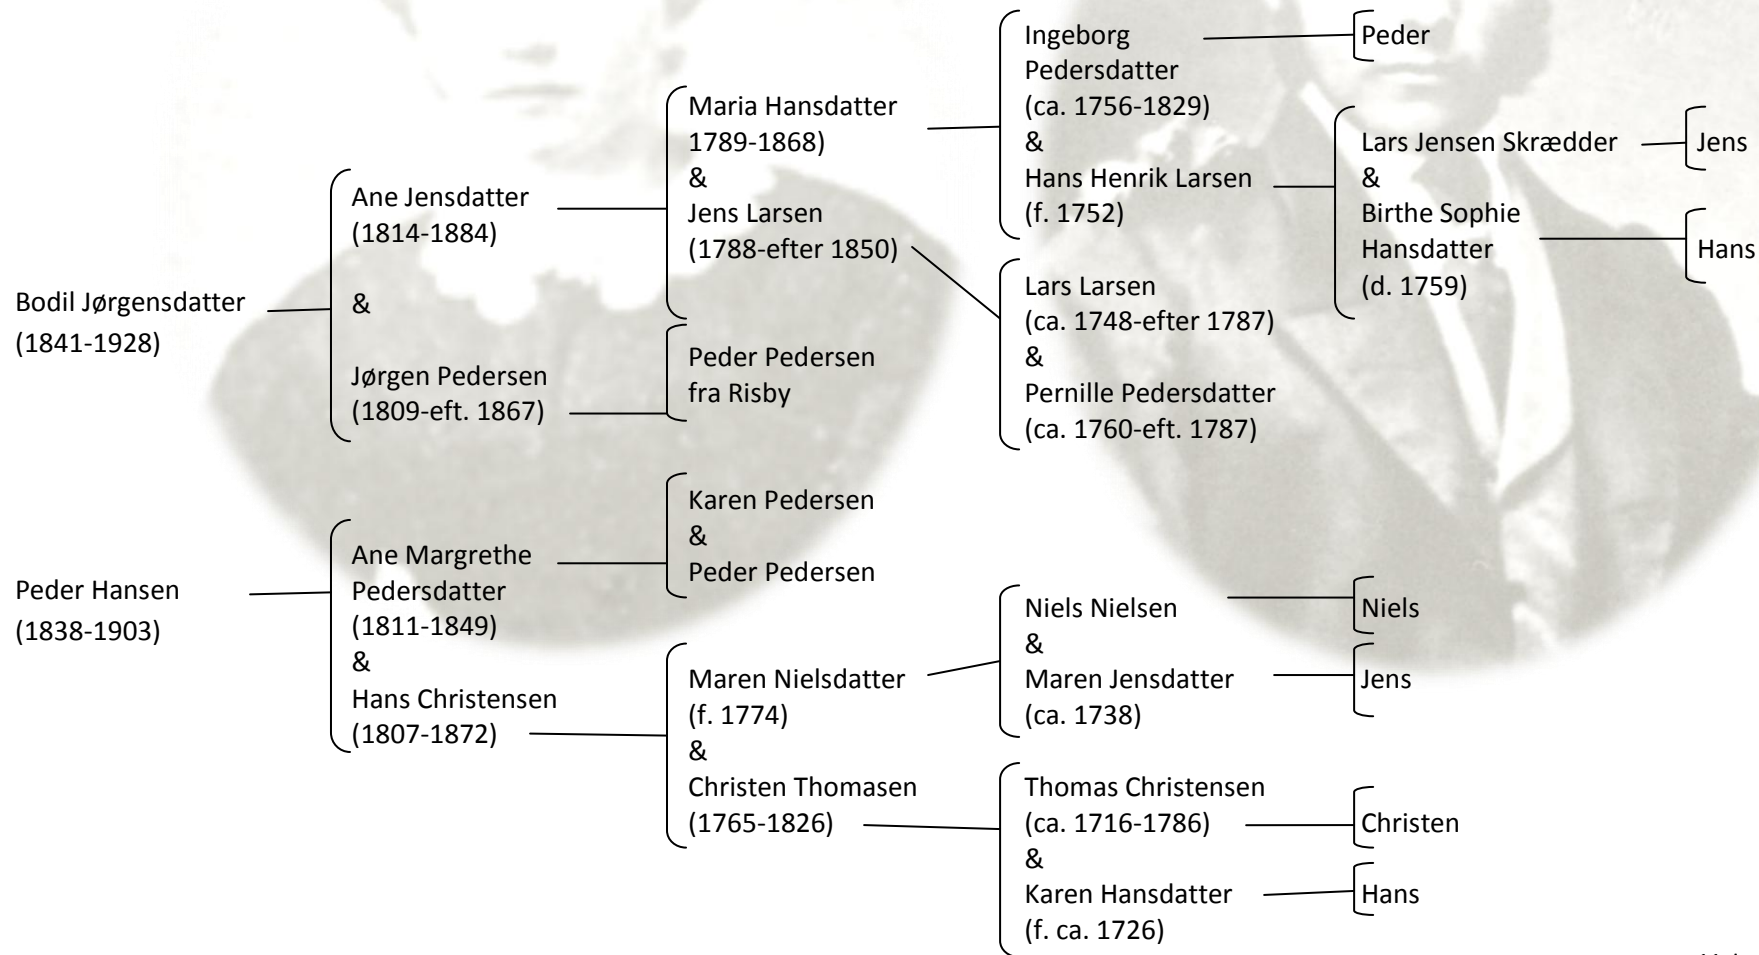 Bodil Jørgensdatter
(1841-1928)
Ane Jensdatter
(1814-1884)
&
Jørgen Pedersen
(1809-eft. 1867)
Maria Hansdatter
1789-1868)
&
Jens Larsen
(1788-efter 1850)
Peder Pedersen
fra Risby
Ingeborg
Pedersdatter
(ca. 1756-1829)
&
Hans Henrik Larsen
(f. 1752)
Lars Larsen
(ca. 1748-efter 1787)
&
Pernille Pedersdatter
(ca. 1760-eft. 1787)
Peder
Lars Jensen Skrædder
&
Birthe Sophie
Hansdatter
(d. 1759)
Jens
Hans
Peder Hansen
(1838-1903)
Ane Margrethe
Pedersdatter
(1811-1849)
&
Hans Christensen
(1807-1872)
Karen Pedersen
&
Peder Pedersen
Maren Nielsdatter
(f. 1774)
&
Christen Thomasen
(1765-1826)
Niels Nielsen
&
Maren Jensdatter
(ca. 1738)
Thomas Christensen
(ca. 1716-1786)
&
Karen Hansdatter
(f. ca. 1726)
Niels
Jens
Christen
Hans